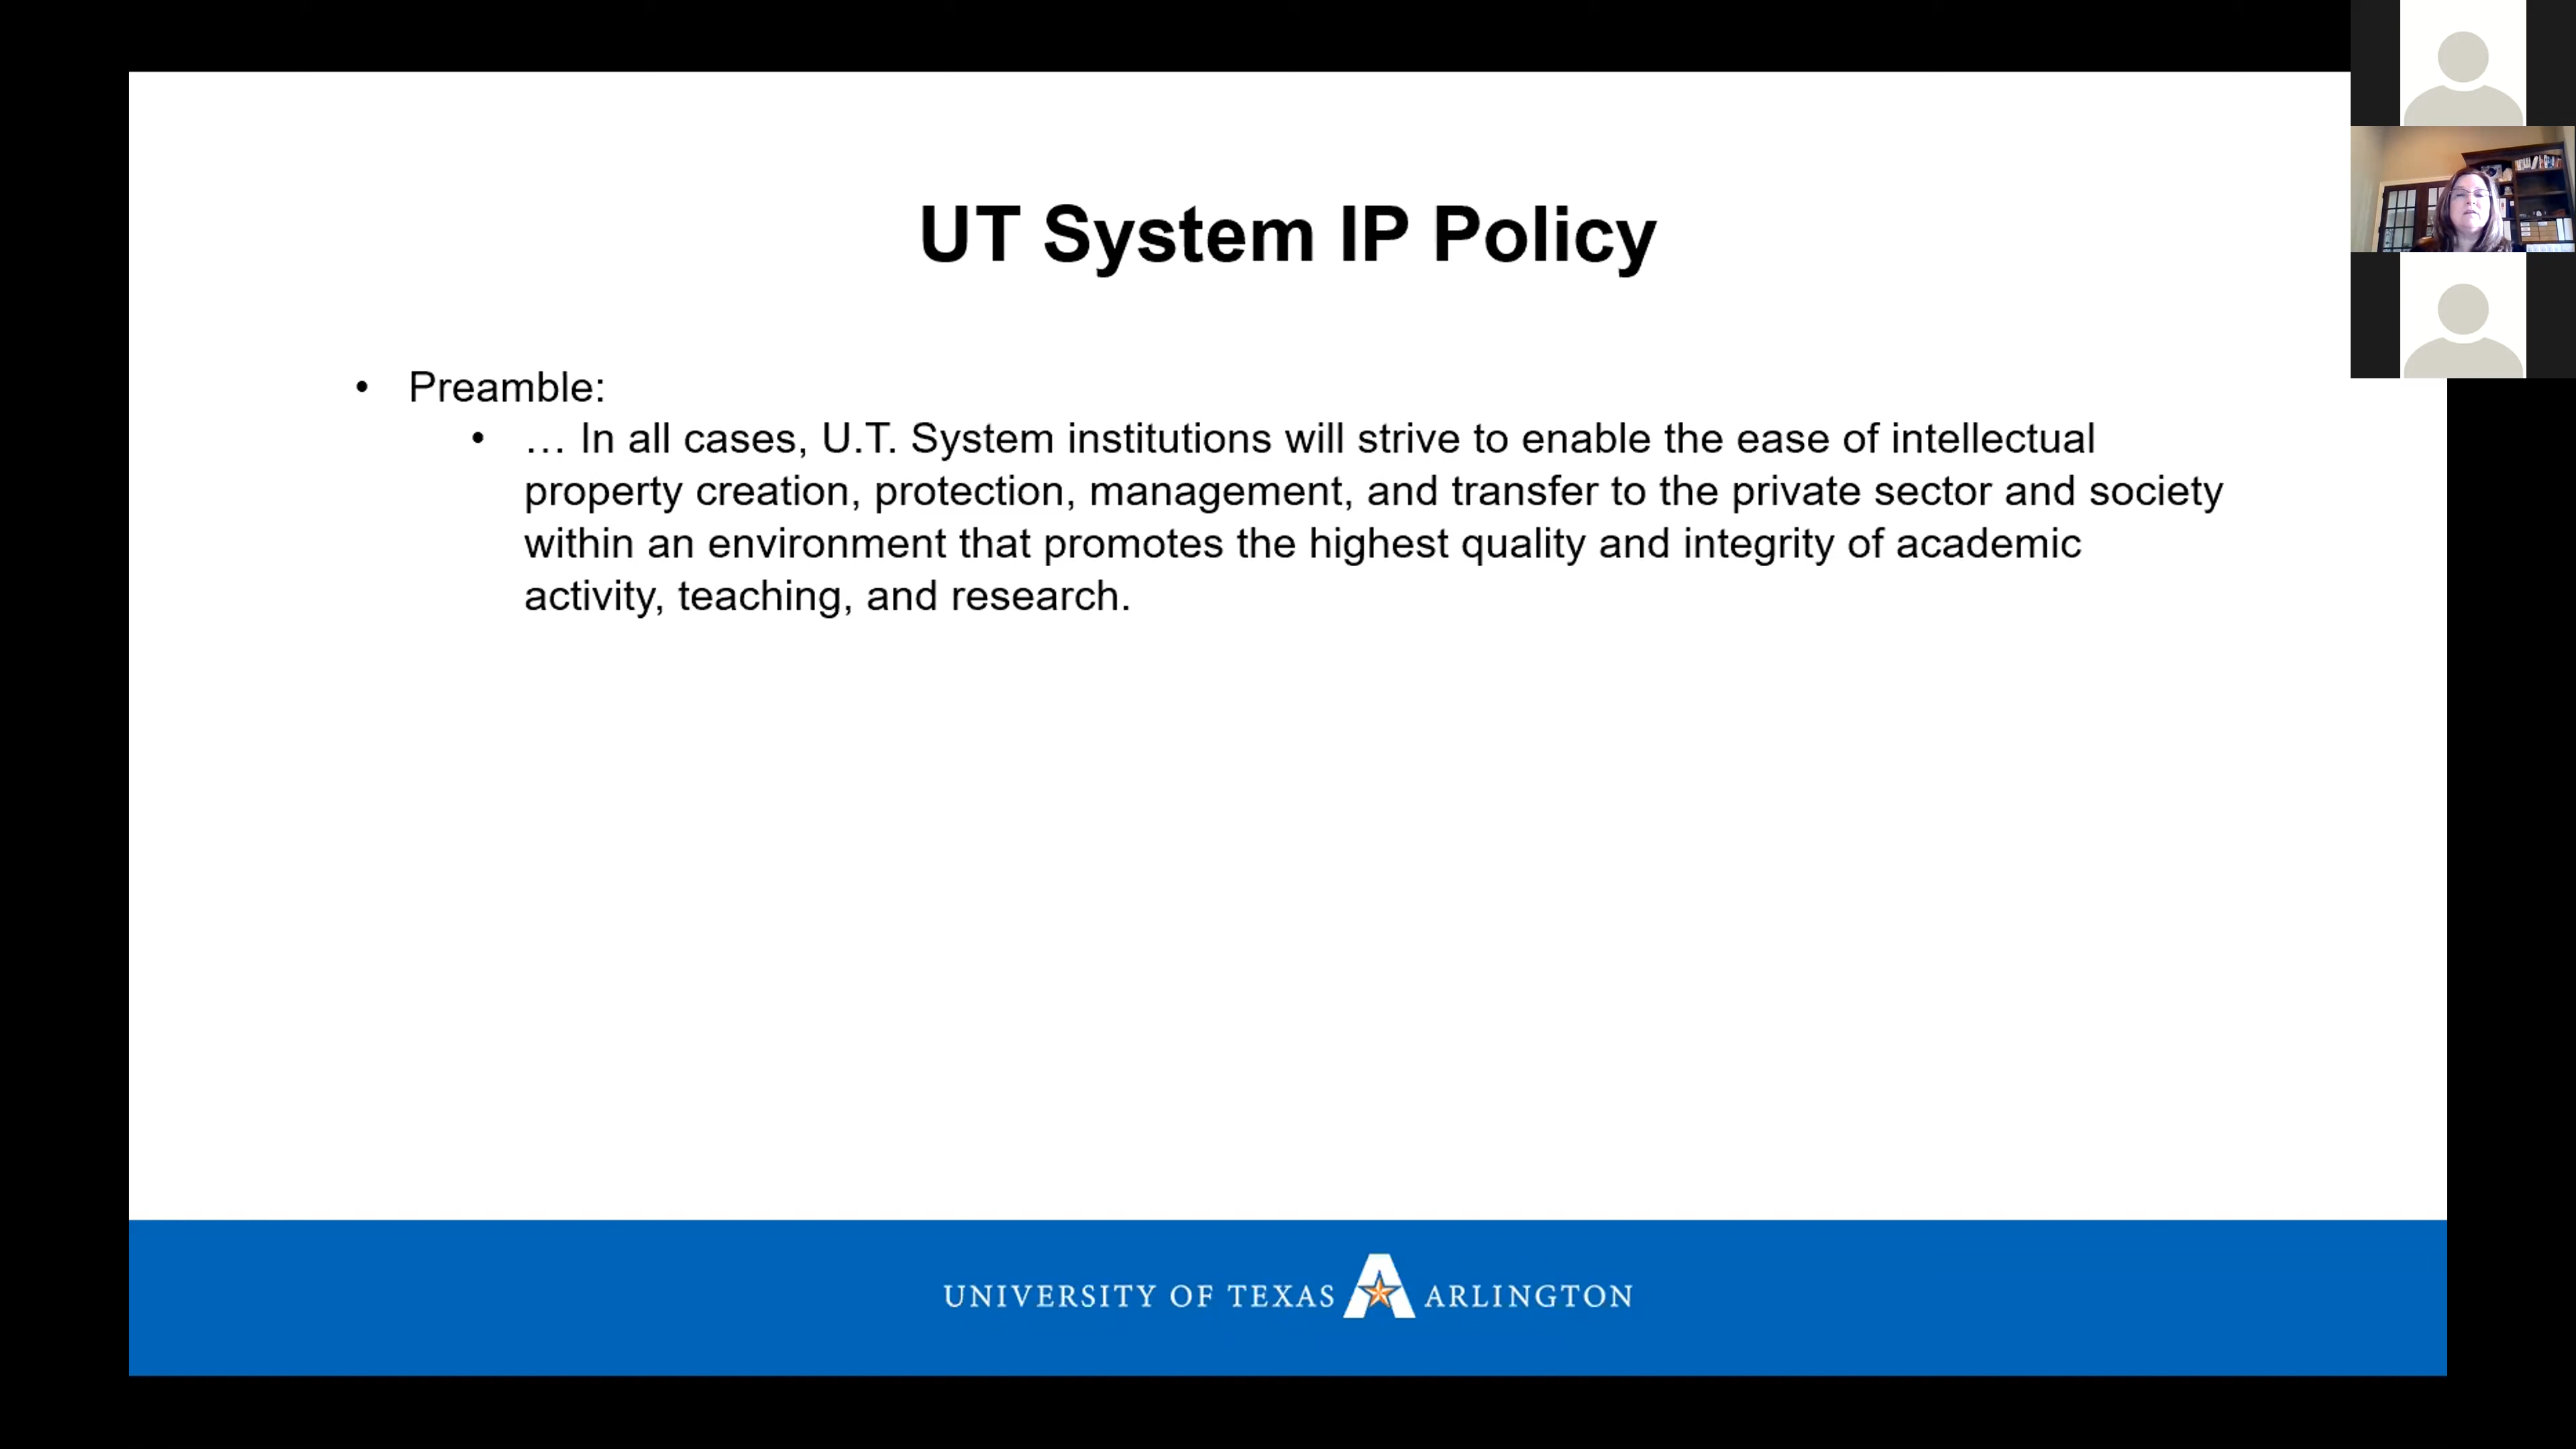 UT System IP Policy
• Preamble:
• … In all cases, U.T. System institutions will strive to enable the ease of intellectual
property creation, protection, management, and transfer to the private sector and society
within an environment that promotes the highest quality and integrity of academic
activity, teaching, and research.
UNIVERSITY OF TEXAS A ARLINGTON